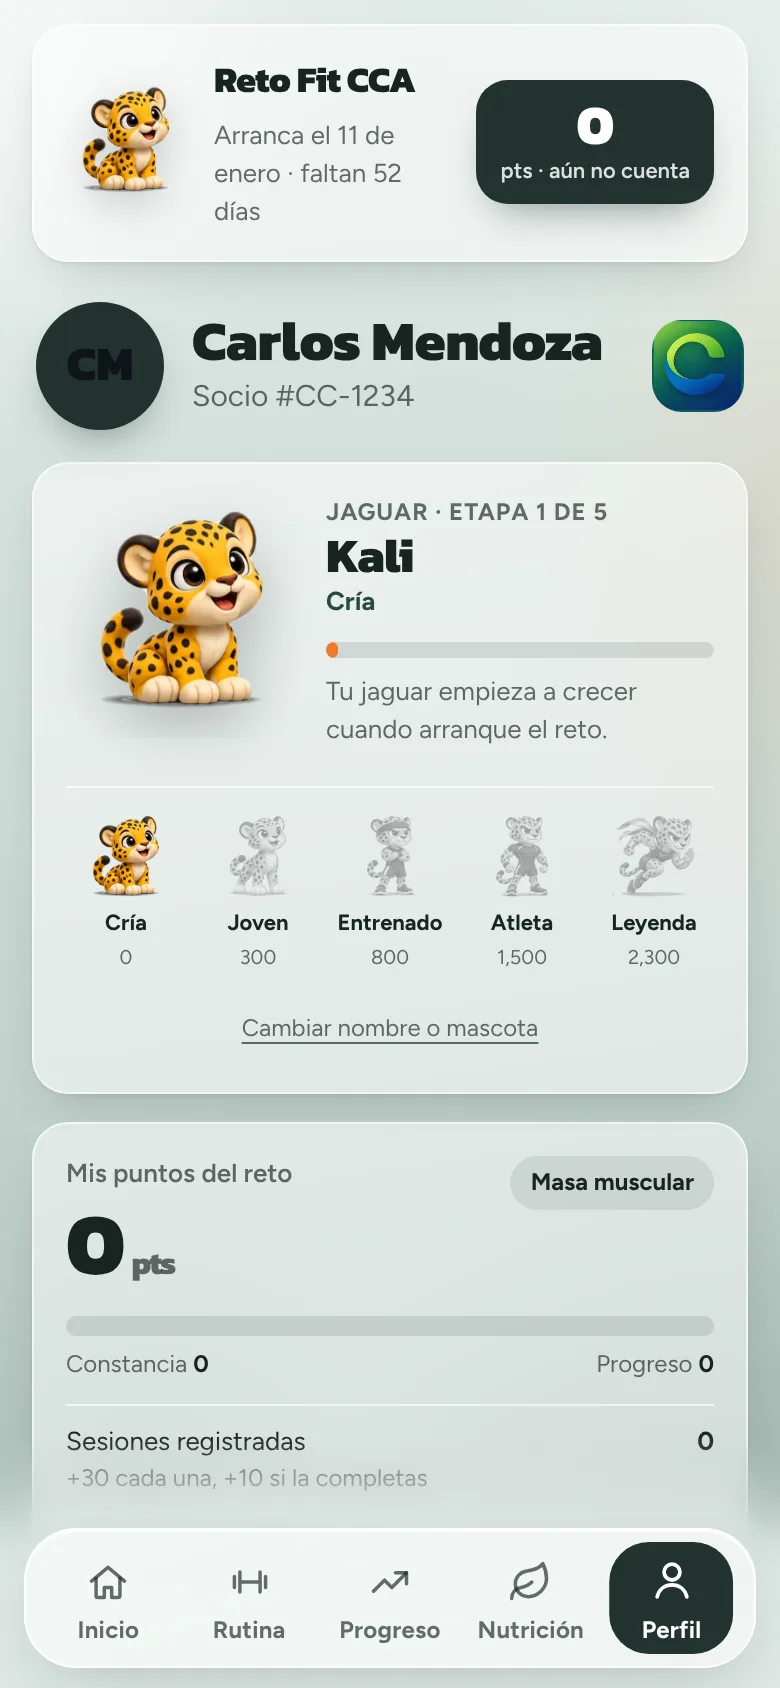 Reto Fit CCA
Arranca el 11 de
enero · faltan 52
días
0
pts · aún no cuenta
CM
Carlos Mendoza
Socio #CC-1234
JAGUAR · ETAPA 1 DE 5
Kali
Cría
Tu jaguar empieza a crecer
cuando arranque el reto.
Cría
0
Joven
300
Entrenado
800
Atleta
1,500
Leyenda
2,300
Cambiar nombre o mascota
Mis puntos del reto
Masa muscular
0 pts
Constancia 0
Progreso 0
Sesiones registradas
0
+30 cada una, +10 si la completas
Inicio
Rutina
Progreso
Nutrición
Perfil